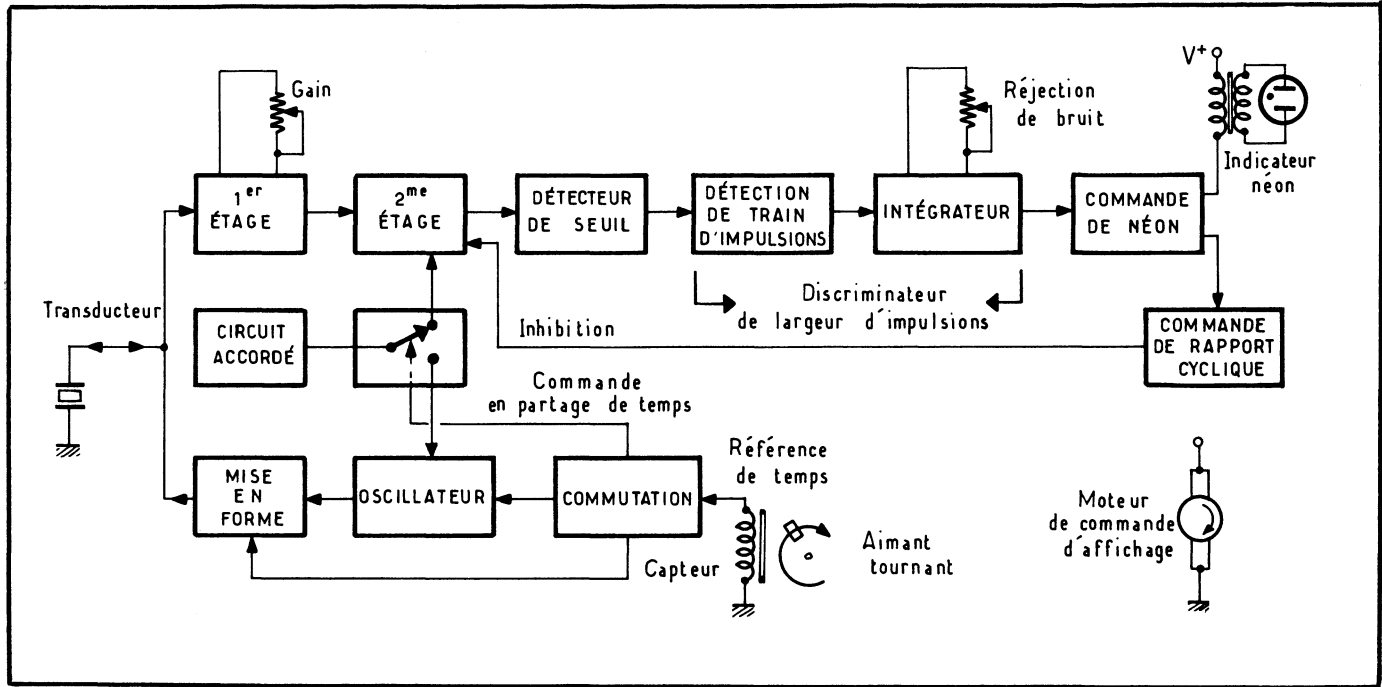 V+
Gain
Réjection
de bruit
Indicateur
néon
1er
ÉTAGE
2me
ÉTAGE
DÉTECTEUR
DE SEUIL
DÉTECTION
DE TRAIN
D'IMPULSIONS
INTÉGRATEUR
COMMANDE
DE NÉON
Discriminateur
de largeur d'impulsions
Transducteur
CIRCUIT
ACCORDÉ
Inhibition
COMMANDE
DE RAPPORT
CYCLIQUE
Commande
en partage de temps
MISE
EN
FORME
OSCILLATEUR
COMMUTATION
Référence
de temps
Capteur
Aimant
tournant
Moteur
de commande
d'affichage